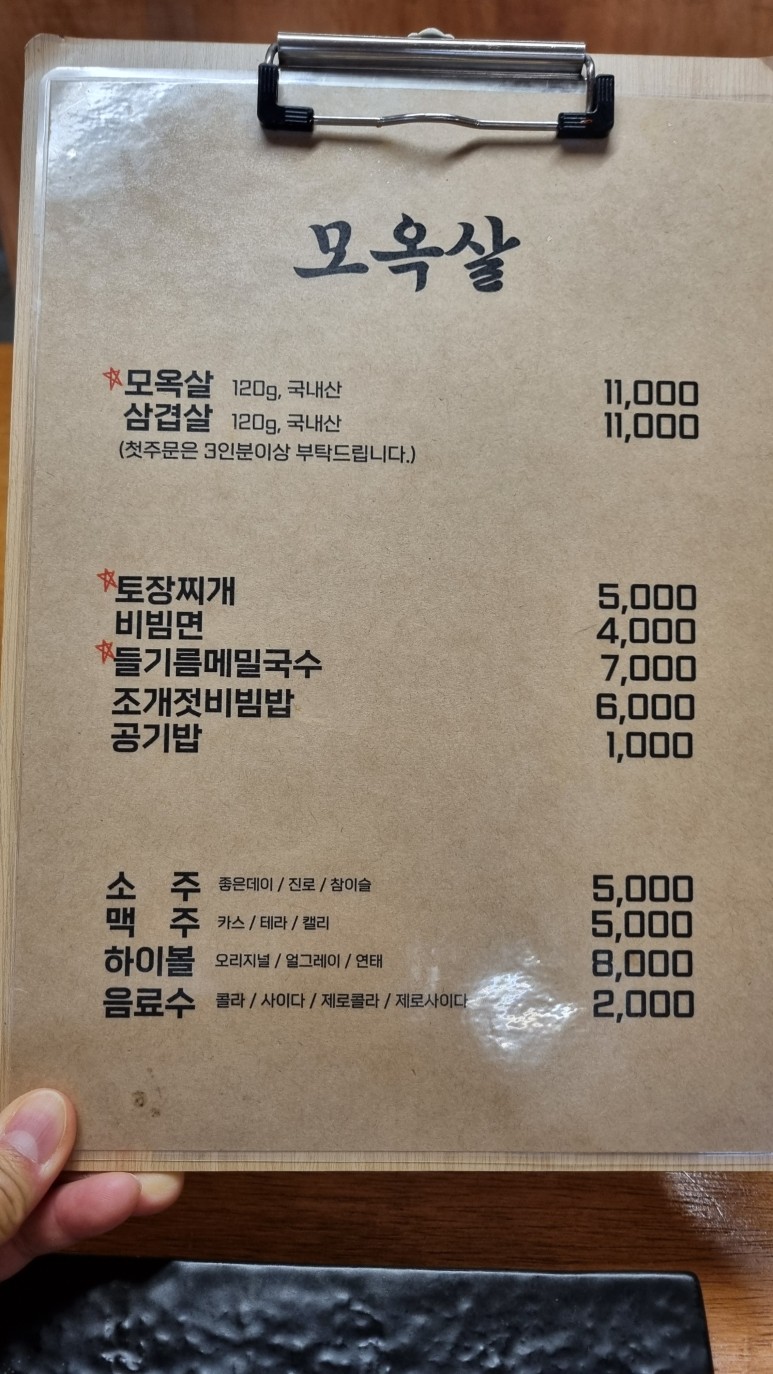 모옥살
모옥살 120g, 국내산 11,000
삼겹살 120g, 국내산 11,000
(첫주문은 3인분이상 부탁드립니다.)
토장찌개 5,000
비빔면 4,000
들기름메밀국수 7,000
조개젓비빔밥 6,000
공기밥 1,000
소 주 좋은데이 / 진로 / 참이슬 5,000
맥 주 카스 / 테라 / 캘리 5,000
하이볼 오리지널 / 얼그레이 / 연태 8,000
음료수 콜라 / 사이다 / 제로콜라 / 제로사이다 2,000